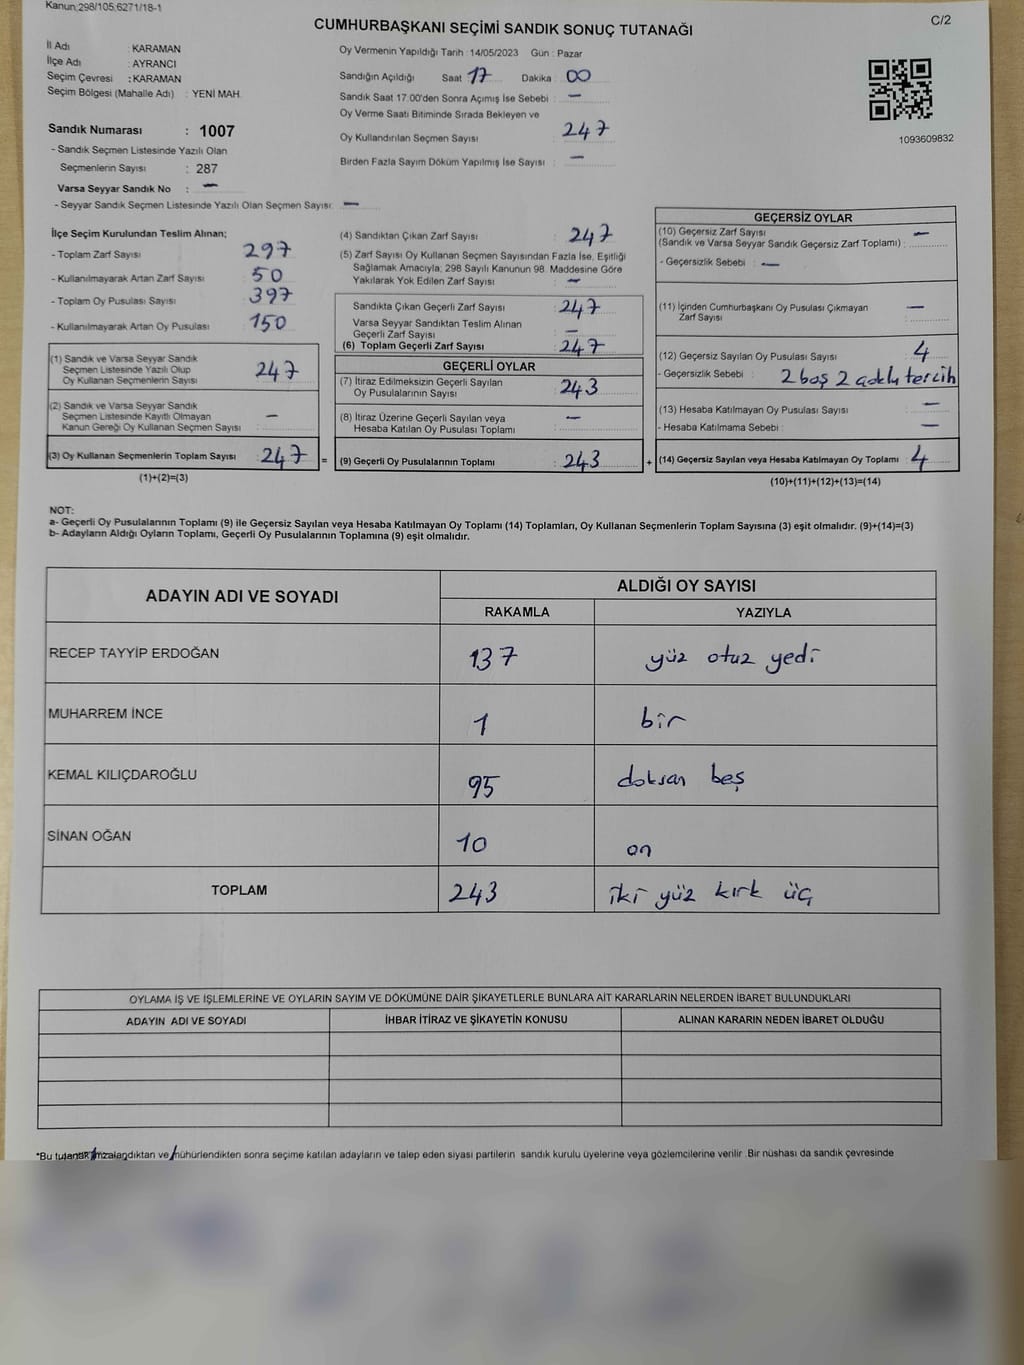 Kanun:298/105,6271/18-1
C/2
CUMHURBAŞKANI SEÇİMİ SANDIK SONUÇ TUTANAĞI
İl Adı : KARAMAN
İlçe Adı : AYRANCI
Seçim Çevresi : KARAMAN
Seçim Bölgesi (Mahalle Adı) : YENİ MAH.
Sandık Numarası : 1007
- Sandık Seçmen Listesinde Yazılı Olan
Seçmenlerin Sayısı : 287
Varsa Seyyar Sandık No : —
- Seyyar Sandık Seçmen Listesinde Yazılı Olan Seçmen Sayısı: —
Oy Vermenin Yapıldığı Tarih : 14/05/2023 Gün : Pazar
Sandığın Açıldığı Saat 17 Dakika : 00
Sandık Saat 17.00'den Sonra Açımış İse Sebebi : —
Oy Verme Saati Bitiminde Sırada Bekleyen ve
Oy Kullandırılan Seçmen Sayısı : 247
Birden Fazla Sayım Döküm Yapılmış İse Sayısı : —
1093609832
İlçe Seçim Kurulundan Teslim Alınan;
- Toplam Zarf Sayısı 297
- Kullanılmayarak Artan Zarf Sayısı : 50
- Toplam Oy Pusulası Sayısı : 397
- Kullanılmayarak Artan Oy Pusulası 150
(1) Sandık ve Varsa Seyyar Sandık
Seçmen Listesinde Yazılı Olup
Oy Kullanan Seçmenlerin Sayısı : 247
(2) Sandık ve Varsa Seyyar Sandık
Seçmen Listesinde Kayıtlı Olmayan
Kanun Gereği Oy Kullanan Seçmen Sayısı : —
(3) Oy Kullanan Seçmenlerin Toplam Sayısı : 247 =
(1)+(2)=(3)
(4) Sandıktan Çıkan Zarf Sayısı : 247
(5) Zarf Sayısı Oy Kullanan Seçmen Sayısından Fazla İse, Eşitliği
Sağlamak Amacıyla; 298 Sayılı Kanunun 98. Maddesine Göre
Yakılarak Yok Edilen Zarf Sayısı : —
Sandıkta Çıkan Geçerli Zarf Sayısı : 247
Varsa Seyyar Sandıktan Teslim Alınan
Geçerli Zarf Sayısı : —
(6) Toplam Geçerli Zarf Sayısı : 247
GEÇERLİ OYLAR
(7) İtiraz Edilmeksizin Geçerli Sayılan
Oy Pusulalarının Sayısı : 243
(8) İtiraz Üzerine Geçerli Sayılan veya
Hesaba Katılan Oy Pusulası Toplamı : —
(9) Geçerli Oy Pusulalarının Toplamı : 243 +
GEÇERSİZ OYLAR
(10) Geçersiz Zarf Sayısı —
(Sandık ve Varsa Seyyar Sandık Geçersiz Zarf Toplamı) :
- Geçersizlik Sebebi : —
(11) İçinden Cumhurbaşkanı Oy Pusulası Çıkmayan —
Zarf Sayısı :
(12) Geçersiz Sayılan Oy Pusulası Sayısı : 4
- Geçersizlik Sebebi : 2 boş 2 adclu tercih
(13) Hesaba Katılmayan Oy Pusulası Sayısı : —
- Hesaba Katılmama Sebebi : —
(14) Geçersiz Sayılan veya Hesaba Katılmayan Oy Toplamı : 4
(10)+(11)+(12)+(13)=(14)
NOT:
a- Geçerli Oy Pusulalarının Toplamı (9) ile Geçersiz Sayılan veya Hesaba Katılmayan Oy Toplamı (14) Toplamları, Oy Kullanan Seçmenlerin Toplam Sayısına (3) eşit olmalıdır. (9)+(14)=(3)
b- Adayların Aldığı Oyların Toplamı, Geçerli Oy Pusulalarının Toplamına (9) eşit olmalıdır.
ADAYIN ADI VE SOYADI ALDIĞI OY SAYISI
RAKAMLA YAZIYLA
RECEP TAYYİP ERDOĞAN 137 yüz otuz yedi
MUHARREM İNCE 1 bir
KEMAL KILIÇDAROĞLU 95 doksan beş
SİNAN OĞAN 10 on
TOPLAM 243 iki yüz kırk üç
OYLAMA İŞ VE İŞLEMLERİNE VE OYLARIN SAYIM VE DÖKÜMÜNE DAİR ŞİKAYETLERLE BUNLARA AİT KARARLARIN NELERDEN İBARET BULUNDUKLARI
ADAYIN ADI VE SOYADI İHBAR İTİRAZ VE ŞİKAYETİN KONUSU ALINAN KARARIN NEDEN İBARET OLDUĞU
*Bu tutanak imzalandıktan ve mühürlendikten sonra seçime katılan adayların ve talep eden siyasi partilerin sandık kurulu üyelerine veya gözlemcilerine verilir. Bir nüshası da sandık çevresinde